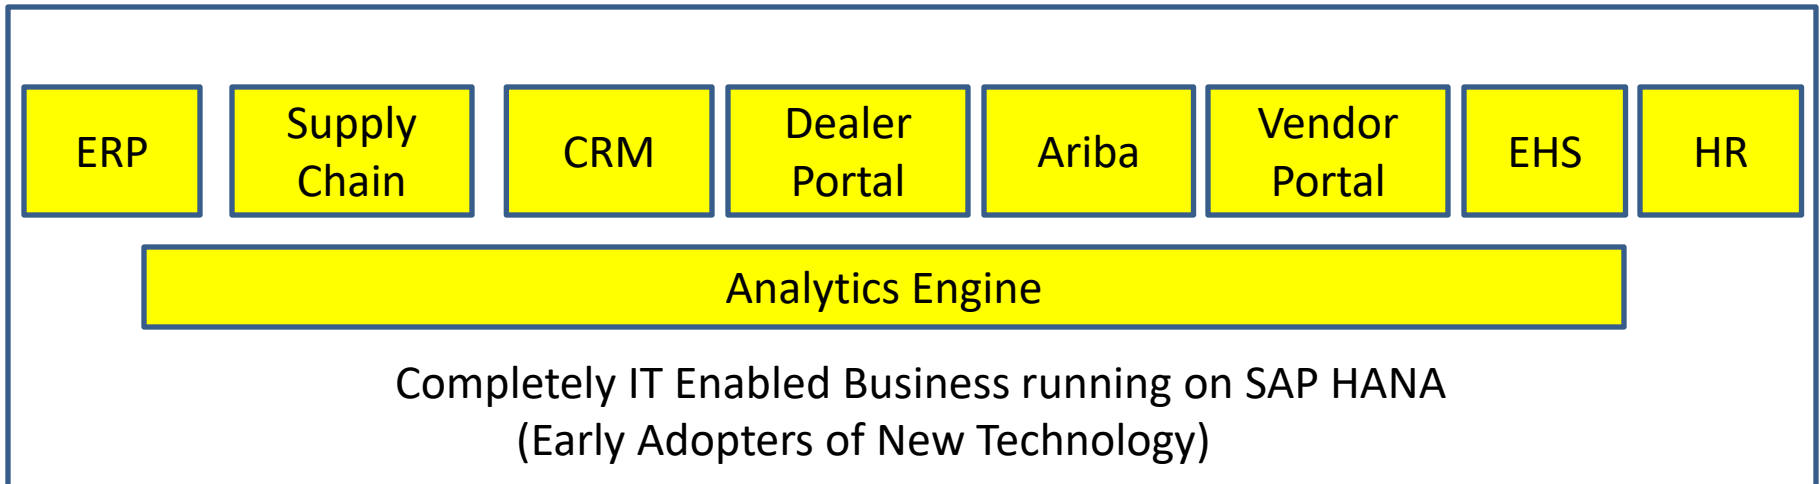 ERP
Supply
Chain
CRM
Dealer
Portal
Ariba
Vendor
Portal
EHS
HR
Analytics Engine
Completely IT Enabled Business running on SAP HANA
(Early Adopters of New Technology)